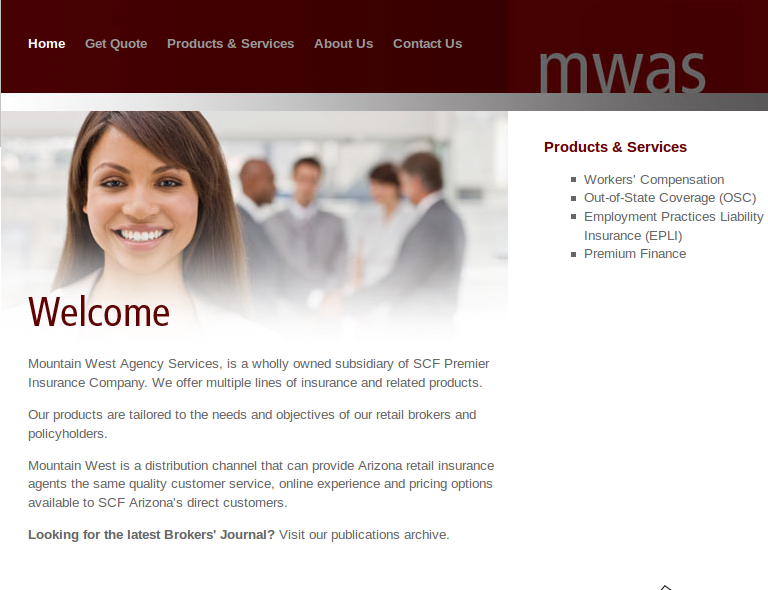 Home Get Quote Products & Services About Us Contact Us
mwas
Welcome
Mountain West Agency Services, is a wholly owned subsidiary of SCF Premier
Insurance Company. We offer multiple lines of insurance and related products.
Our products are tailored to the needs and objectives of our retail brokers and
policyholders.
Mountain West is a distribution channel that can provide Arizona retail insurance
agents the same quality customer service, online experience and pricing options
available to SCF Arizona's direct customers.
Looking for the latest Brokers' Journal? Visit our publications archive.
Products & Services
Workers' Compensation
Out-of-State Coverage (OSC)
Employment Practices Liability
Insurance (EPLI)
Premium Finance